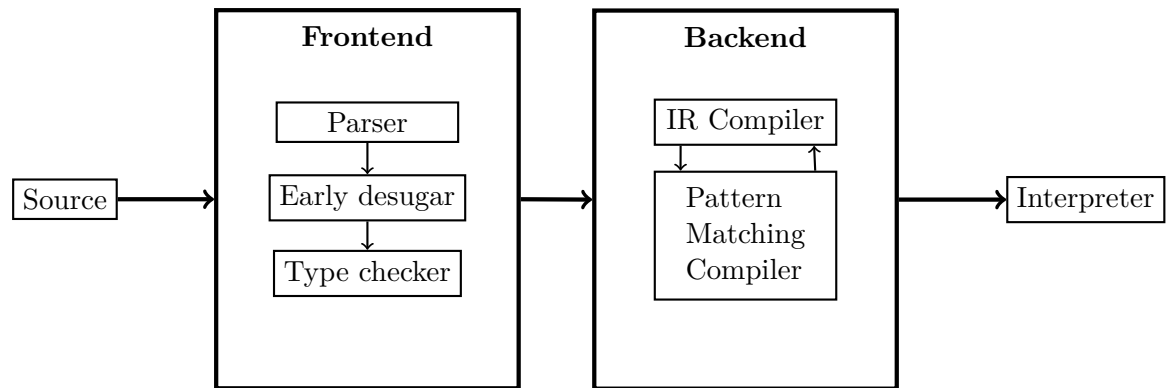 Source
Frontend
Parser
Early desugar
Type checker
Backend
IR Compiler
Pattern
Matching
Compiler
Interpreter